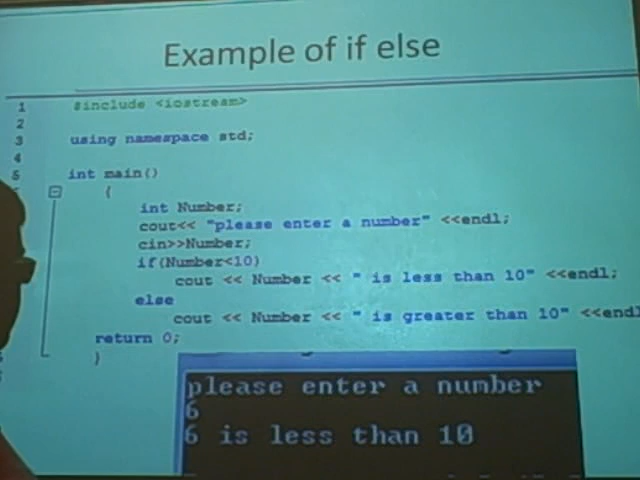 Example of if else
1 #include <iostream>
2
3 using namespace std;
4
5 int main()
{
int Number;
cout<< "please enter a number" <<endl;
cin>>Number;
if(Number<10)
cout << Number << " is less than 10" <<endl;
else
cout << Number << " is greater than 10" <<endl
return 0;
}
please enter a number
6
6 is less than 10